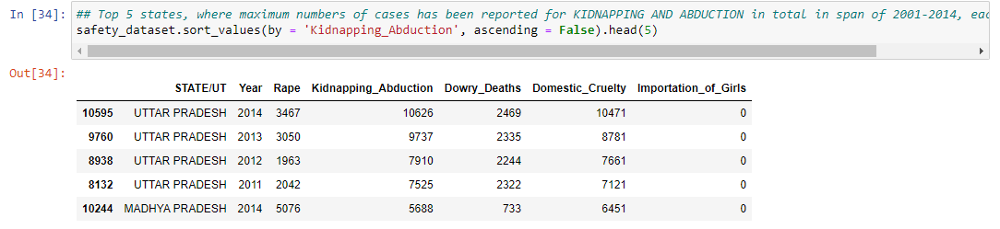 In [34]: ## Top 5 states, where maximum numbers of cases has been reported for KIDNAPPING AND ABDUCTION in total in span of 2001-2014, eac
safety_dataset.sort_values(by = 'Kidnapping_Abduction', ascending = False).head(5)
Out[34]:
STATE/UT Year Rape Kidnapping_Abduction Dowry_Deaths Domestic_Cruelty Importation_of_Girls
10595 UTTAR PRADESH 2014 3467 10626 2469 10471 0
9760 UTTAR PRADESH 2013 3050 9737 2335 8781 0
8938 UTTAR PRADESH 2012 1963 7910 2244 7661 0
8132 UTTAR PRADESH 2011 2042 7525 2322 7121 0
10244 MADHYA PRADESH 2014 5076 5688 733 6451 0